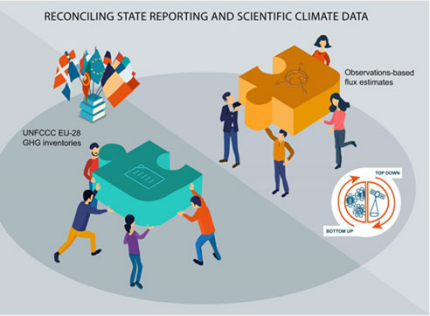 RECONCILING STATE REPORTING AND SCIENTIFIC CLIMATE DATA
Observations-based
flux estimates
UNFCCC EU-28
GHG inventories
TOP DOWN
BOTTOM UP